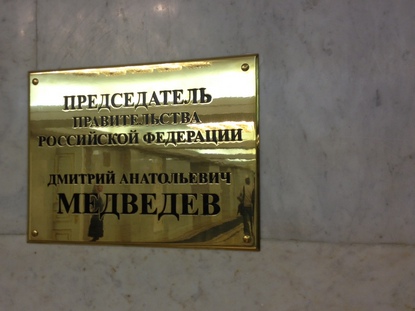 ПРЕДСЕДАТЕЛЬ
ПРАВИТЕЛЬСТВА
РОССИЙСКОЙ ФЕДЕРАЦИИ
ДМИТРИЙ АНАТОЛЬЕВИЧ
МЕДВЕДЕВ